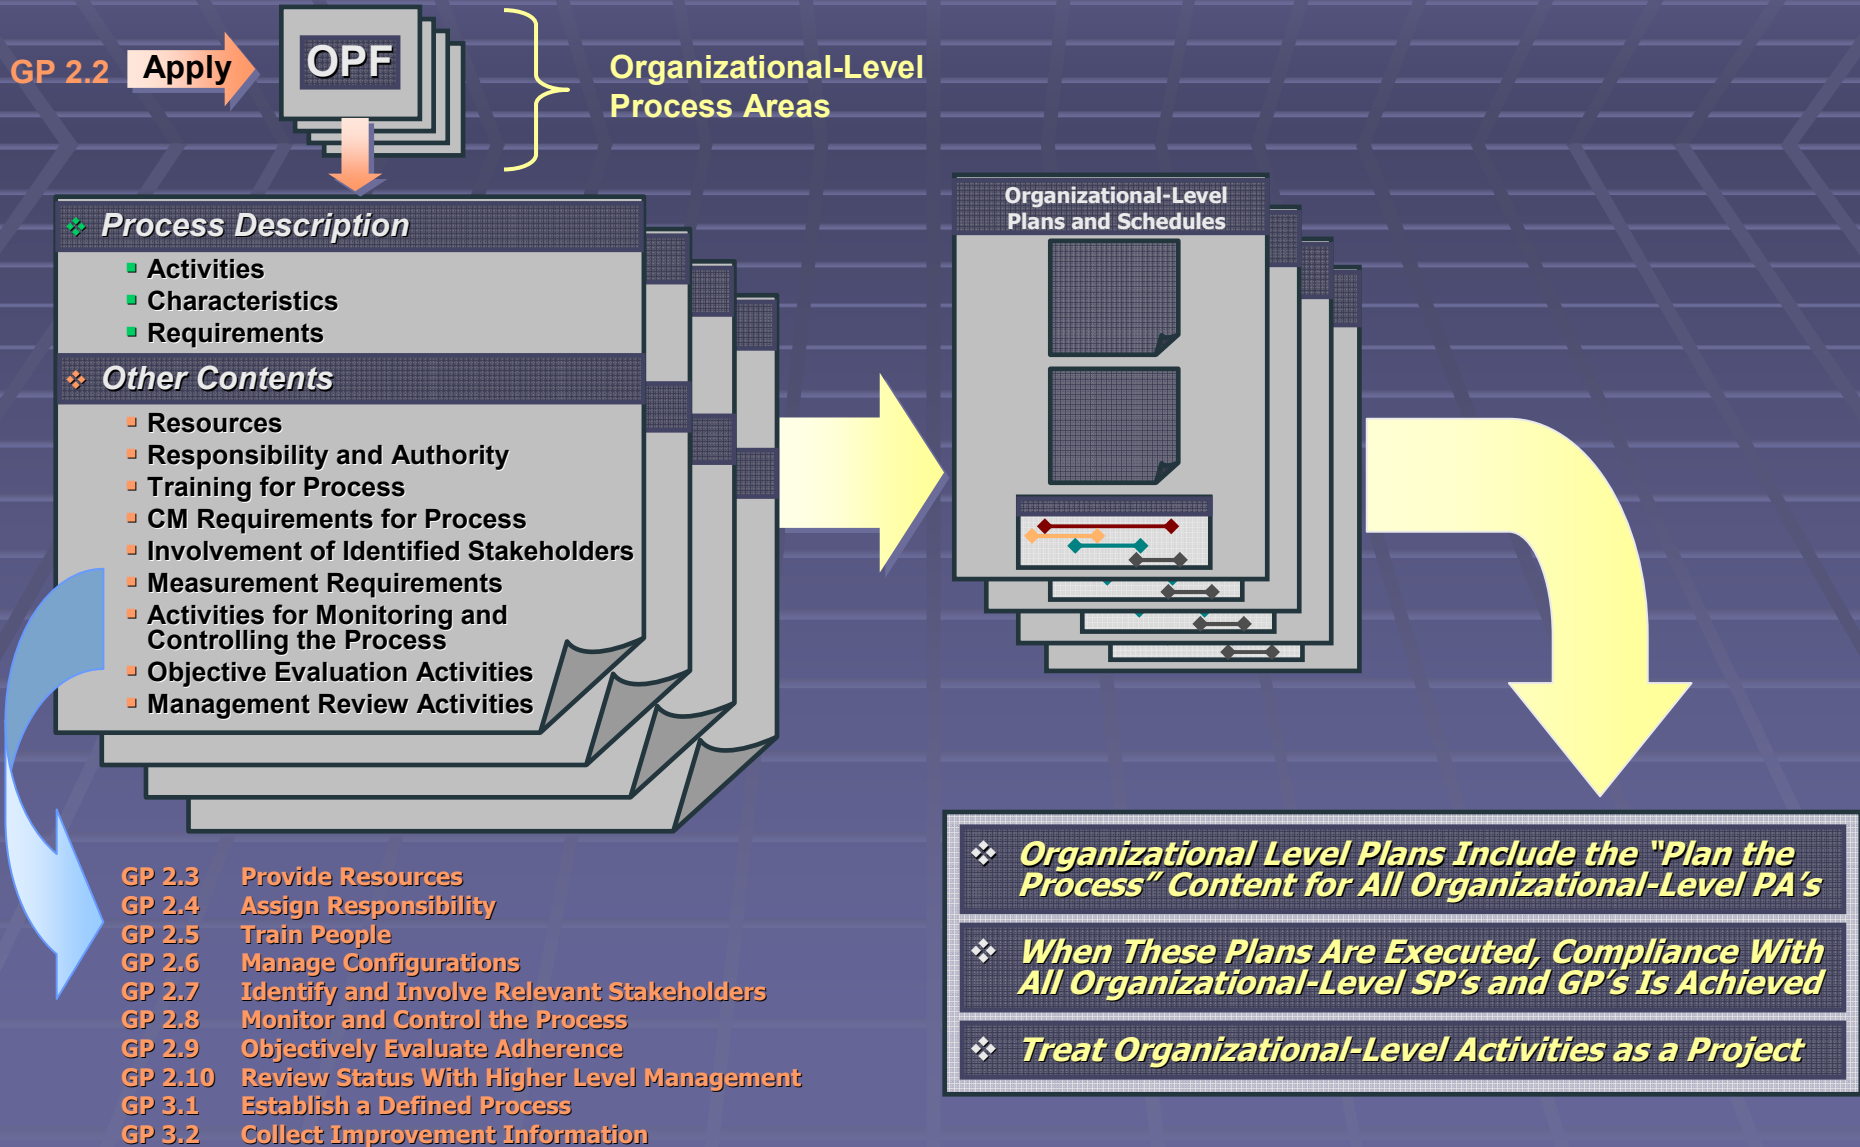 GP 2.2
Apply
OPF
Organizational-Level
Process Areas
Process Description
Activities
Characteristics
Requirements
Other Contents
Resources
Responsibility and Authority
Training for Process
CM Requirements for Process
Involvement of Identified Stakeholders
Measurement Requirements
Activities for Monitoring and
Controlling the Process
Objective Evaluation Activities
Management Review Activities
Organizational-Level
Plans and Schedules
GP 2.3 Provide Resources
GP 2.4 Assign Responsibility
GP 2.5 Train People
GP 2.6 Manage Configurations
GP 2.7 Identify and Involve Relevant Stakeholders
GP 2.8 Monitor and Control the Process
GP 2.9 Objectively Evaluate Adherence
GP 2.10 Review Status With Higher Level Management
GP 3.1 Establish a Defined Process
GP 3.2 Collect Improvement Information
Organizational Level Plans Include the “Plan the
Process” Content for All Organizational-Level PA’s
When These Plans Are Executed, Compliance With
All Organizational-Level SP’s and GP’s Is Achieved
Treat Organizational-Level Activities as a Project